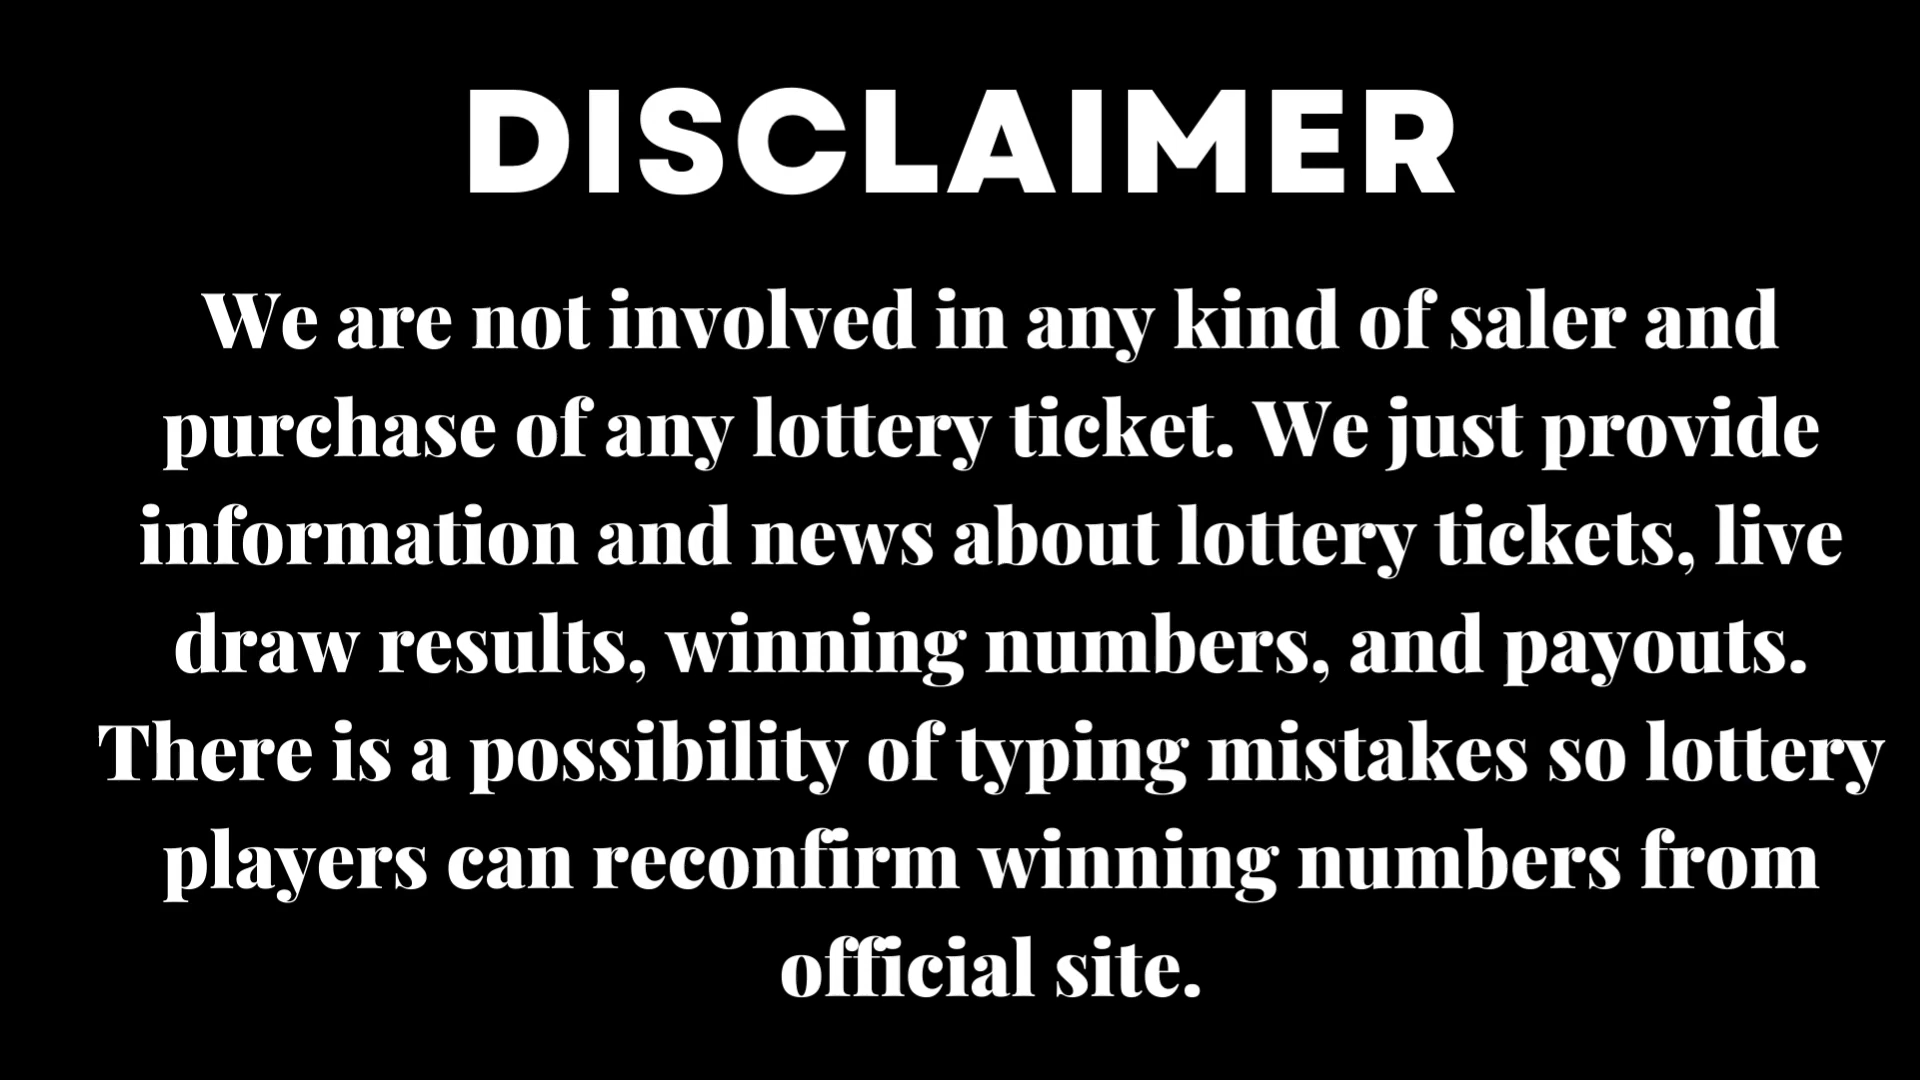 DISCLAIMER
We are not involved in any kind of saler and
purchase of any lottery ticket. We just provide
information and news about lottery tickets, live
draw results, winning numbers, and payouts.
There is a possibility of typing mistakes so lottery
players can reconfirm winning numbers from
official site.